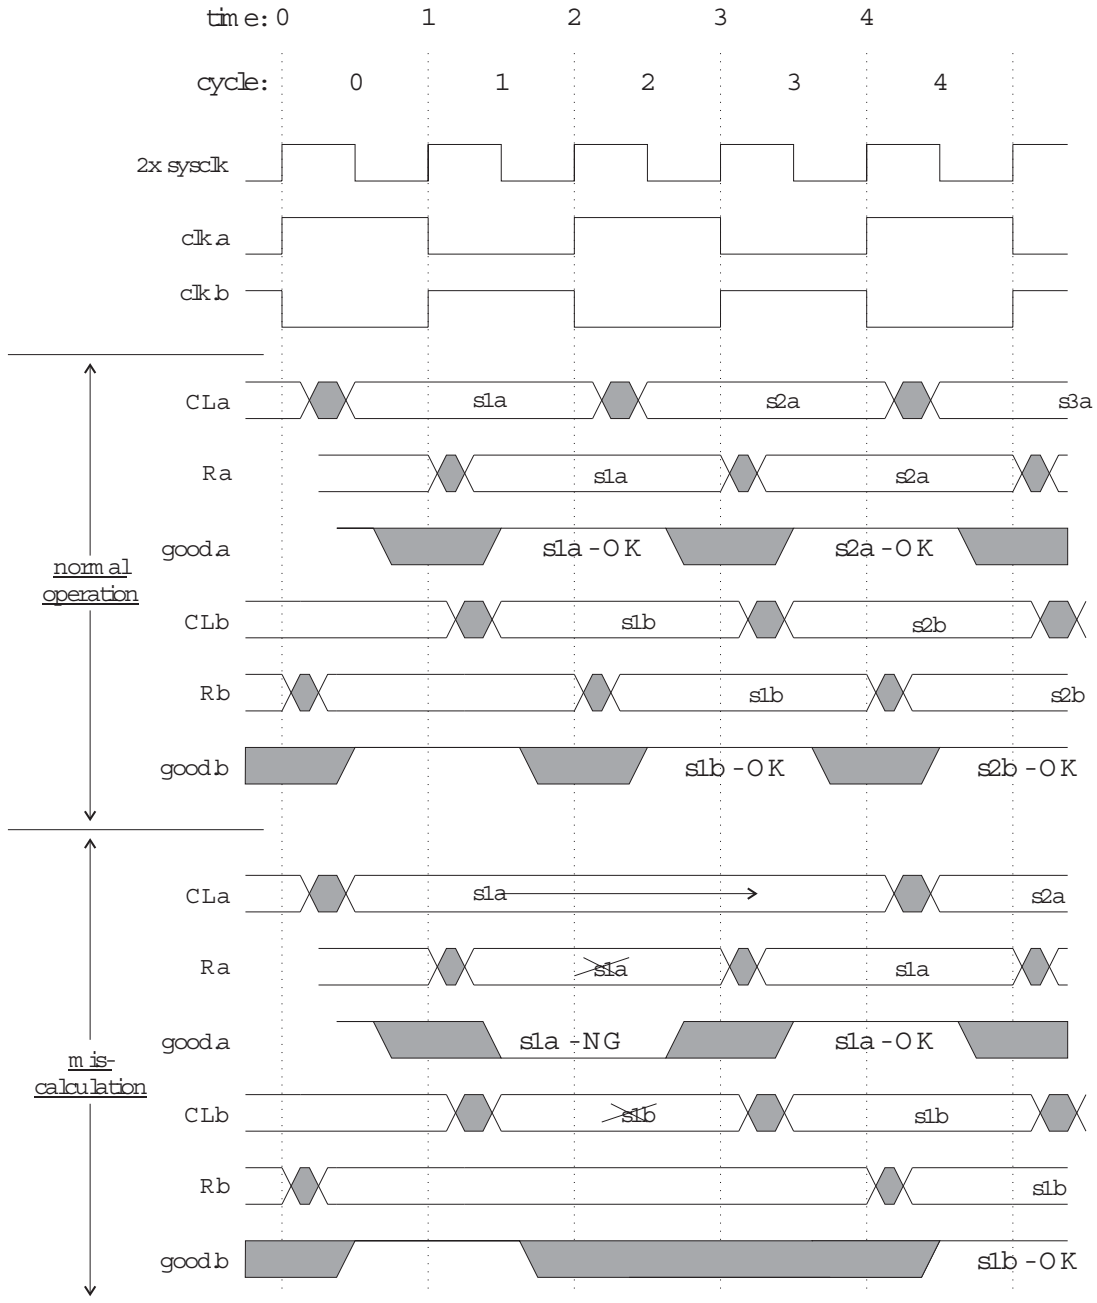 time: 0 1 2 3 4
cycle: 0 1 2 3 4
2x sysclk
clk.a
clk.b
normal
operation
CLa s1a s2a s3a
Ra s1a s2a
good.a s1a-OK s2a-OK
CLb s1b s2b
Rb s1b s2b
good.b s1b-OK s2b-OK
mis-
calculation
CLa s1a s2a
Ra s1a s1a
good.a s1a-NG s1a-OK
CLb s1b s1b
Rb s1b
good.b s1b-OK